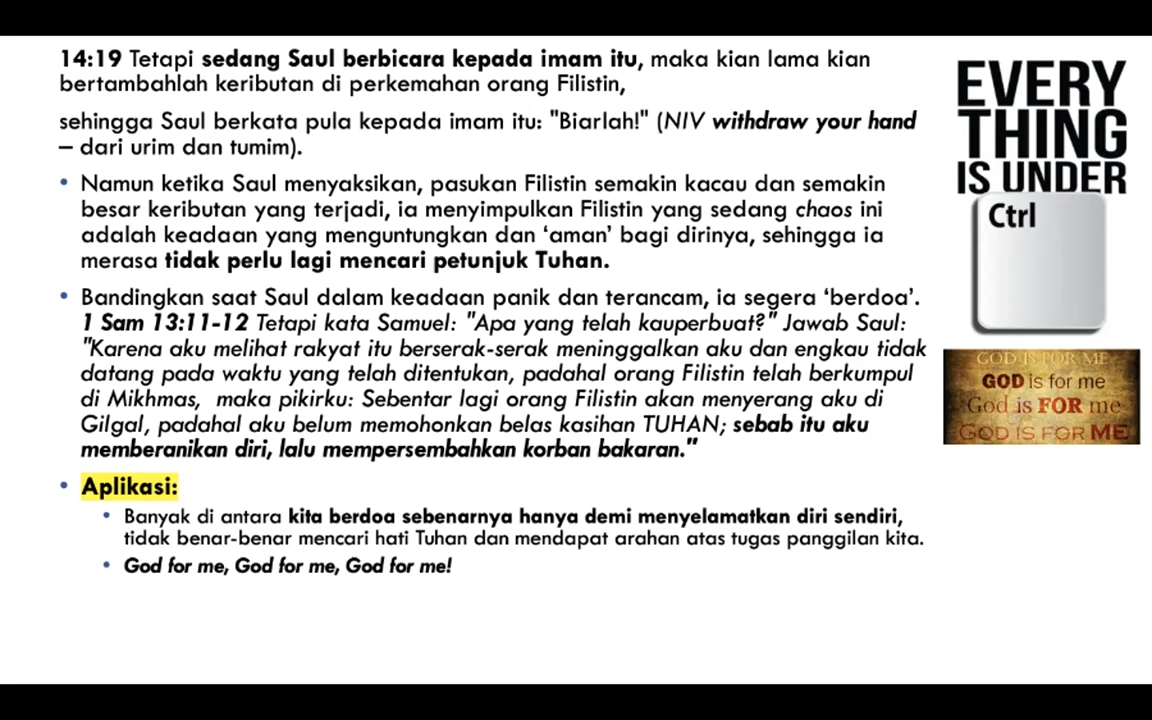 14:19 Tetapi sedang Saul berbicara kepada imam itu, maka kian lama kian
bertambahlah keributan di perkemahan orang Filistin,
sehingga Saul berkata pula kepada imam itu: "Biarlah!" (NIV withdraw your hand
– dari urim dan tumim).
• Namun ketika Saul menyaksikan, pasukan Filistin semakin kacau dan semakin
besar keributan yang terjadi, ia menyimpulkan Filistin yang sedang chaos ini
adalah keadaan yang menguntungkan dan ‘aman’ bagi dirinya, sehingga ia
merasa tidak perlu lagi mencari petunjuk Tuhan.
• Bandingkan saat Saul dalam keadaan panik dan terancam, ia segera ‘berdoa’.
1 Sam 13:11-12 Tetapi kata Samuel: "Apa yang telah kauperbuat?" Jawab Saul:
"Karena aku melihat rakyat itu berserak-serak meninggalkan aku dan engkau tidak
datang pada waktu yang telah ditentukan, padahal orang Filistin telah berkumpul
di Mikhmas, maka pikirku: Sebentar lagi orang Filistin akan menyerang aku di
Gilgal, padahal aku belum memohonkan belas kasihan TUHAN; sebab itu aku
memberanikan diri, lalu mempersembahkan korban bakaran."
• Aplikasi:
• Banyak di antara kita berdoa sebenarnya hanya demi menyelamatkan diri sendiri,
tidak benar-benar mencari hati Tuhan dan mendapat arahan atas tugas panggilan kita.
• God for me, God for me, God for me!
EVERY
THING
IS UNDER
Ctrl
GOD IS FOR ME
GOD is for me
God is FOR me
GOD IS FOR ME